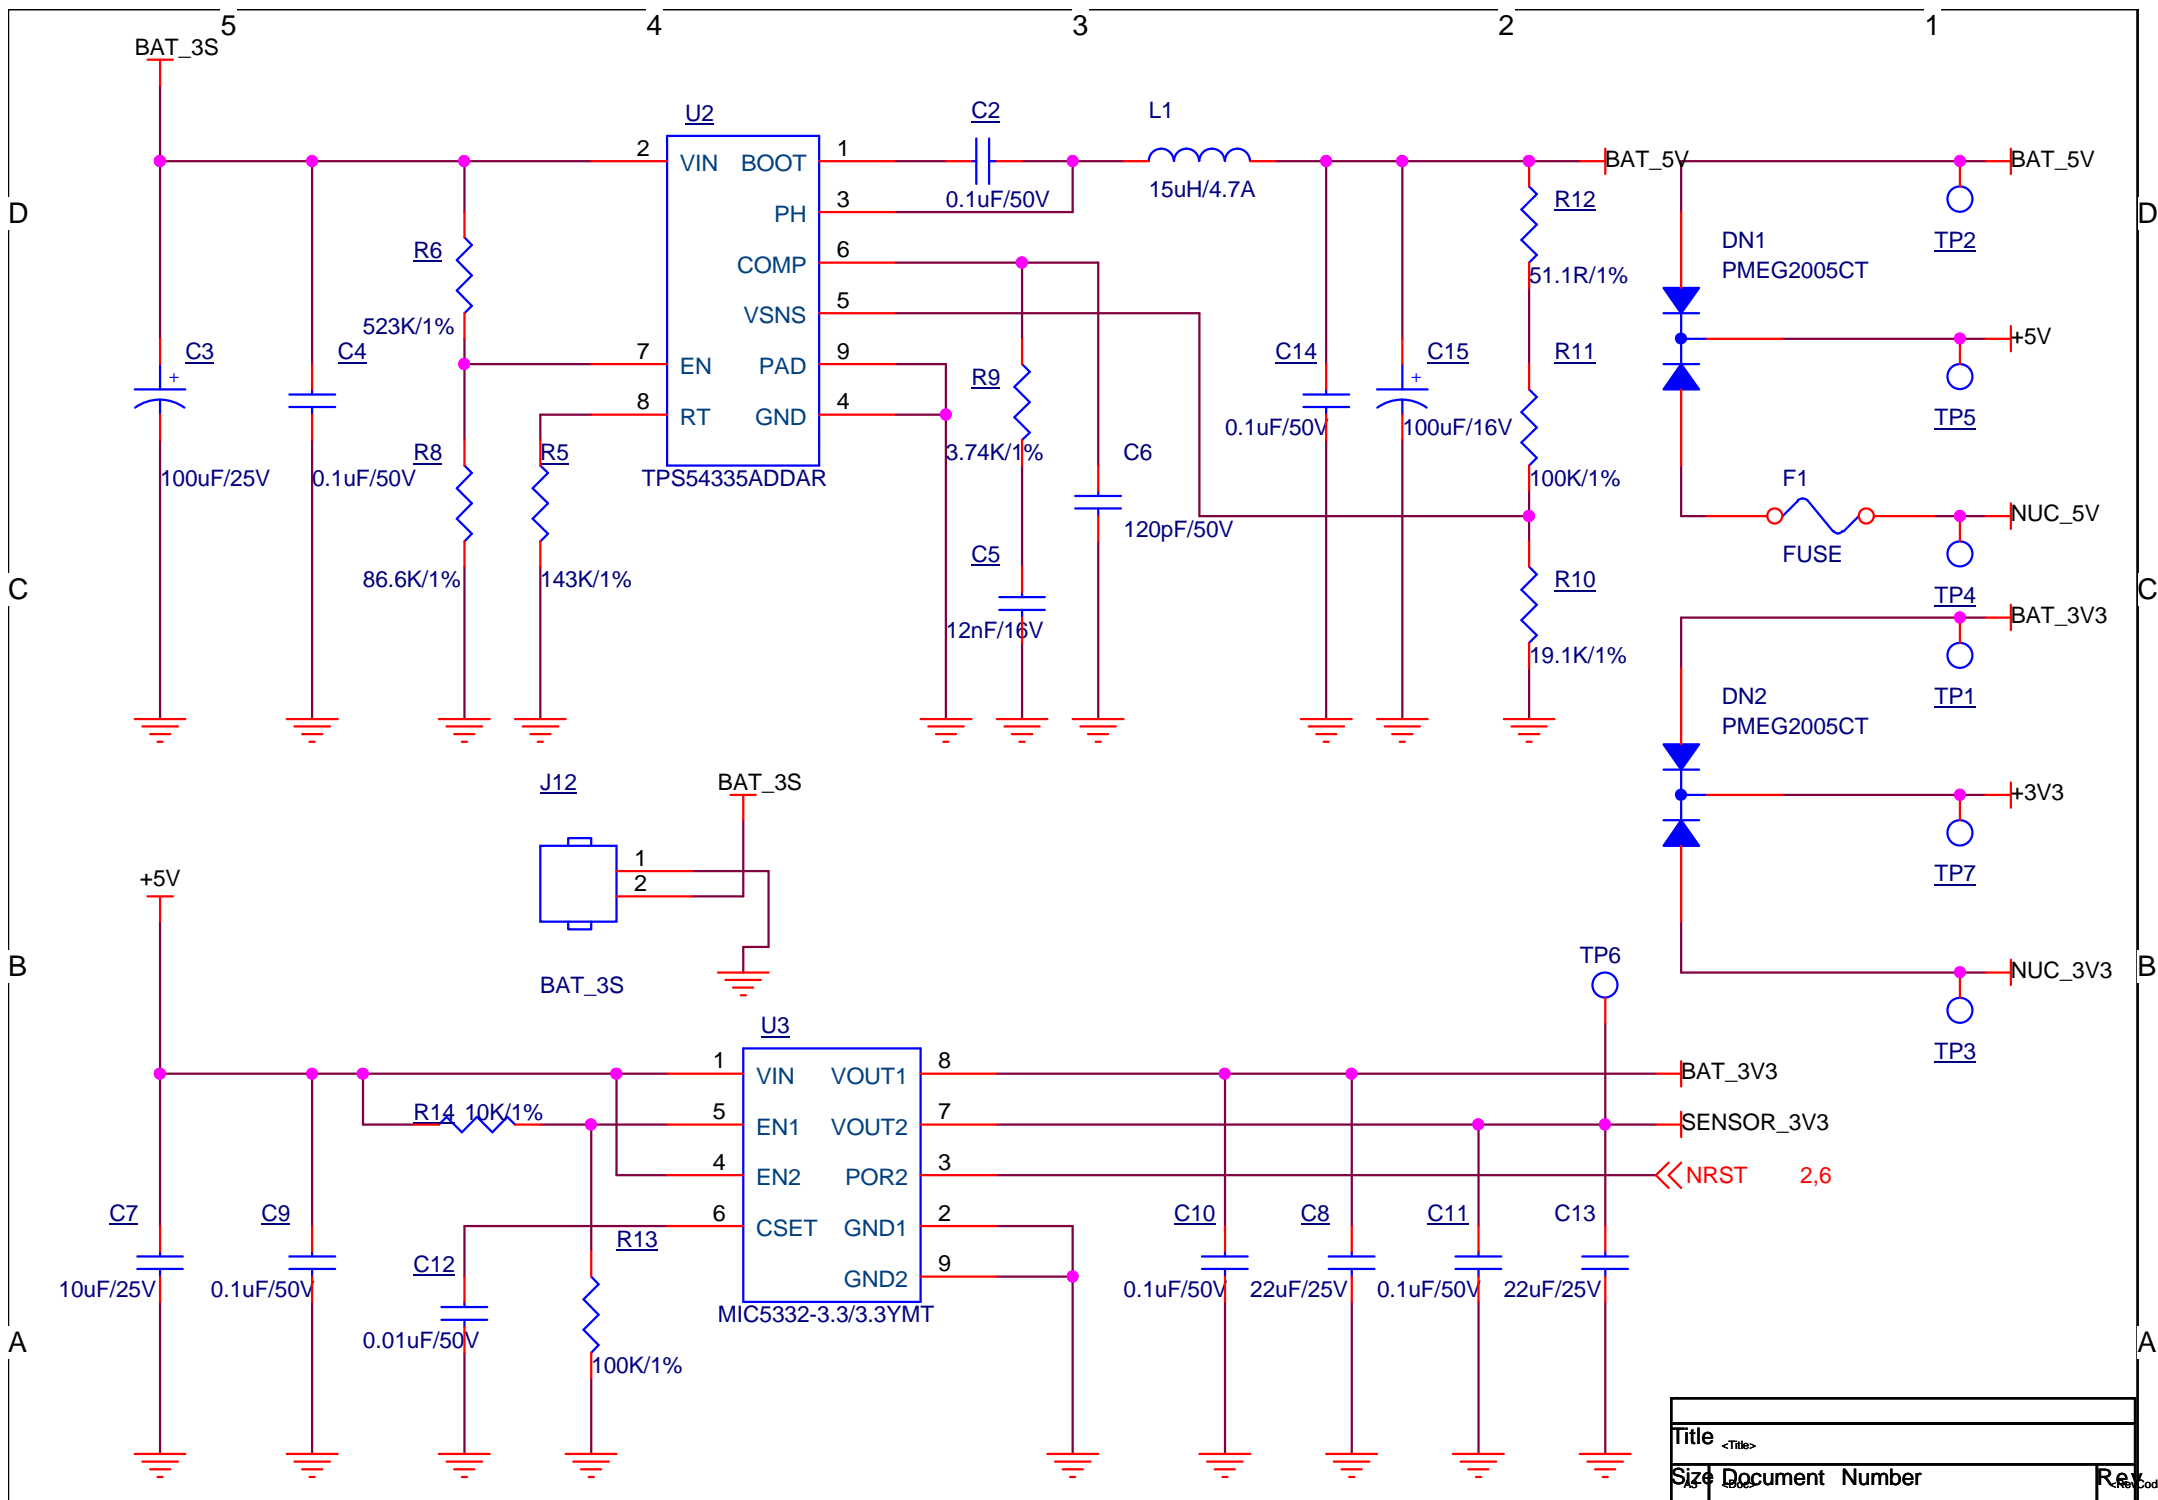 5 4 3 2 1
BAT_3S
U2 C2 L1
2 VIN BOOT 1
BAT_5V BAT_5V
0.1uF/50V 15uH/4.7A
D PH 3 R12 D
TP2
DN1
PMEG2005CT
R6 COMP 6
51.1R/1%
VSNS 5
523K/1%
+5V
C3 C4 7 EN PAD 9 C14 C15 R11
+ +
R9
8 RT GND 4
TP5
0.1uF/50V 100uF/16V
R8 R5 3.74K/1% C6
100uF/25V 0.1uF/50V TPS54335ADDAR 100K/1% F1
NUC_5V
120pF/50V
C5 FUSE
86.6K/1% 143K/1% R10
C C
TP4
BAT_3V3
12nF/16V
19.1K/1%
DN2 TP1
PMEG2005CT
J12 BAT_3S
+3V3
1
2
+5V TP7
TP6
B B
BAT_3S NUC_3V3
U3
TP3
1 VIN VOUT1 8 BAT_3V3
R14 10K/1% 5 EN1 VOUT2 7 SENSOR_3V3
4 EN2 POR2 3 NRST 2,6
C7 C9 6 CSET GND1 2 C10 C8 C11 C13
R13
C12 GND2 9
10uF/25V 0.1uF/50V 0.1uF/50V 22uF/25V 0.1uF/50V 22uF/25V
MIC5332-3.3/3.3YMT
A 0.01uF/50V A
100K/1%
Title <Title>
Size Document Number Rev
A3 <Doc>